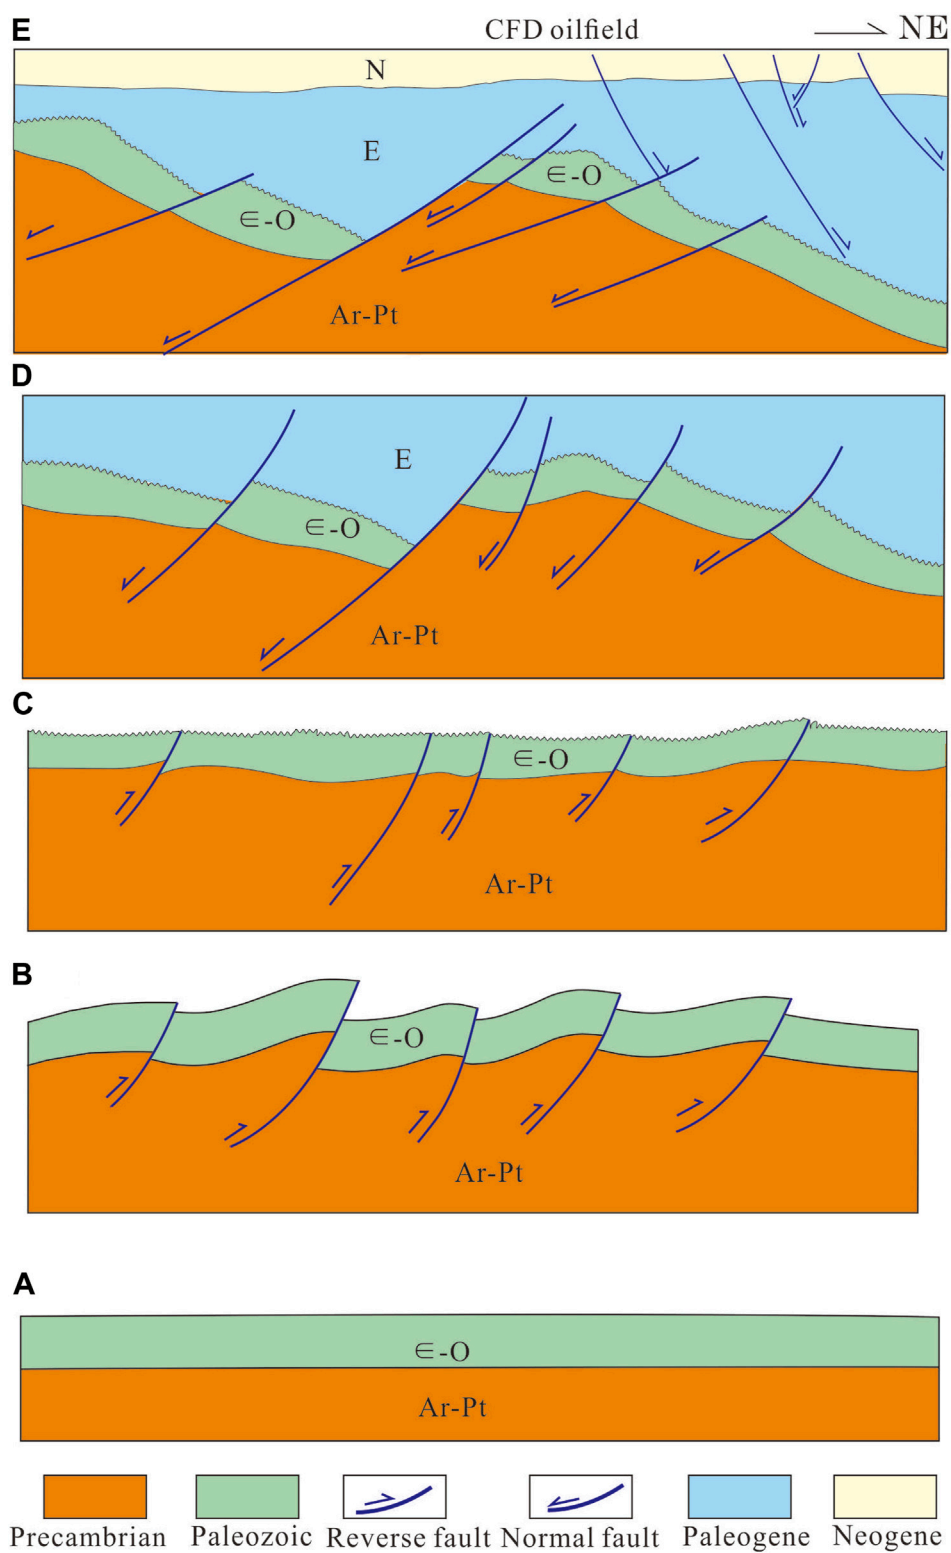 E CFD oilfield NE
N
E
∈-O ∈-O
Ar-Pt
D
E
∈-O
Ar-Pt
C
∈-O
Ar-Pt
B
∈-O
Ar-Pt
A
∈-O
Ar-Pt
Precambrian Paleozoic Reverse fault Normal fault Paleogene Neogene